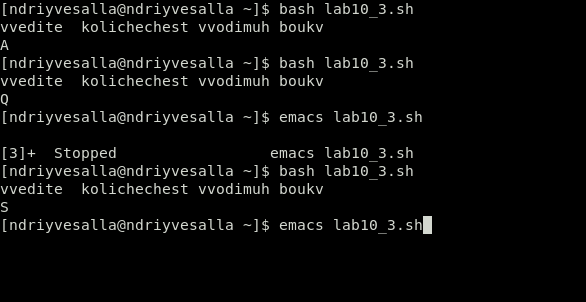 [ndriyvesalla@ndriyvesalla ~]$ bash lab10_3.sh
vvedite  kolichechest vvodimuh boukv
A
[ndriyvesalla@ndriyvesalla ~]$ bash lab10_3.sh
vvedite  kolichechest vvodimuh boukv
Q
[ndriyvesalla@ndriyvesalla ~]$ emacs lab10_3.sh
[3]+  Stopped                 emacs lab10_3.sh
[ndriyvesalla@ndriyvesalla ~]$ bash lab10_3.sh
vvedite  kolichechest vvodimuh boukv
S
[ndriyvesalla@ndriyvesalla ~]$ emacs lab10_3.sh